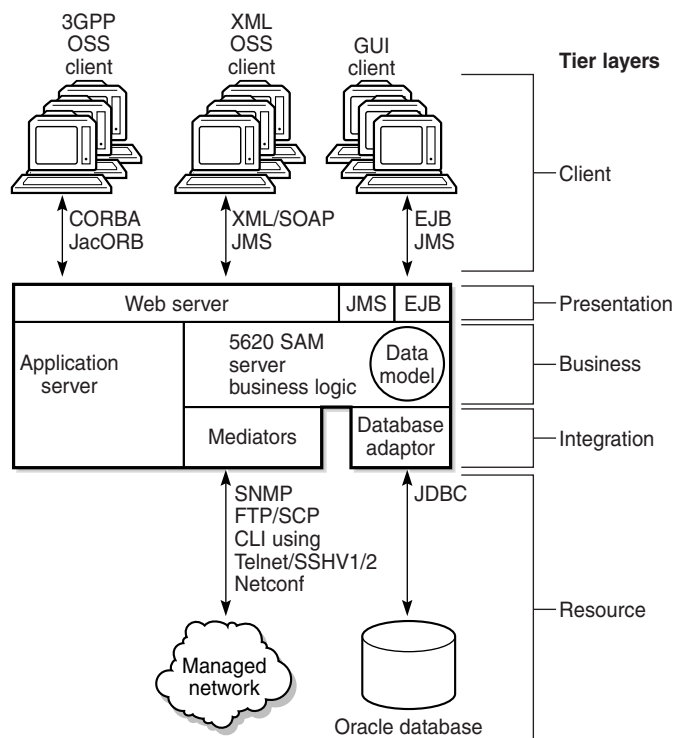 3GPP
OSS
client
XML
OSS
client
GUI
client
Tier layers
Client
CORBA
JacORB
XML/SOAP
JMS
EJB
JMS
Web server
JMS
EJB
Presentation
Application
server
5620 SAM
server
business logic
Data
model
Business
Mediators
Database
adaptor
Integration
SNMP
FTP/SCP
CLI using
Telnet/SSHV1/2
Netconf
JDBC
Resource
Managed
network
Oracle database